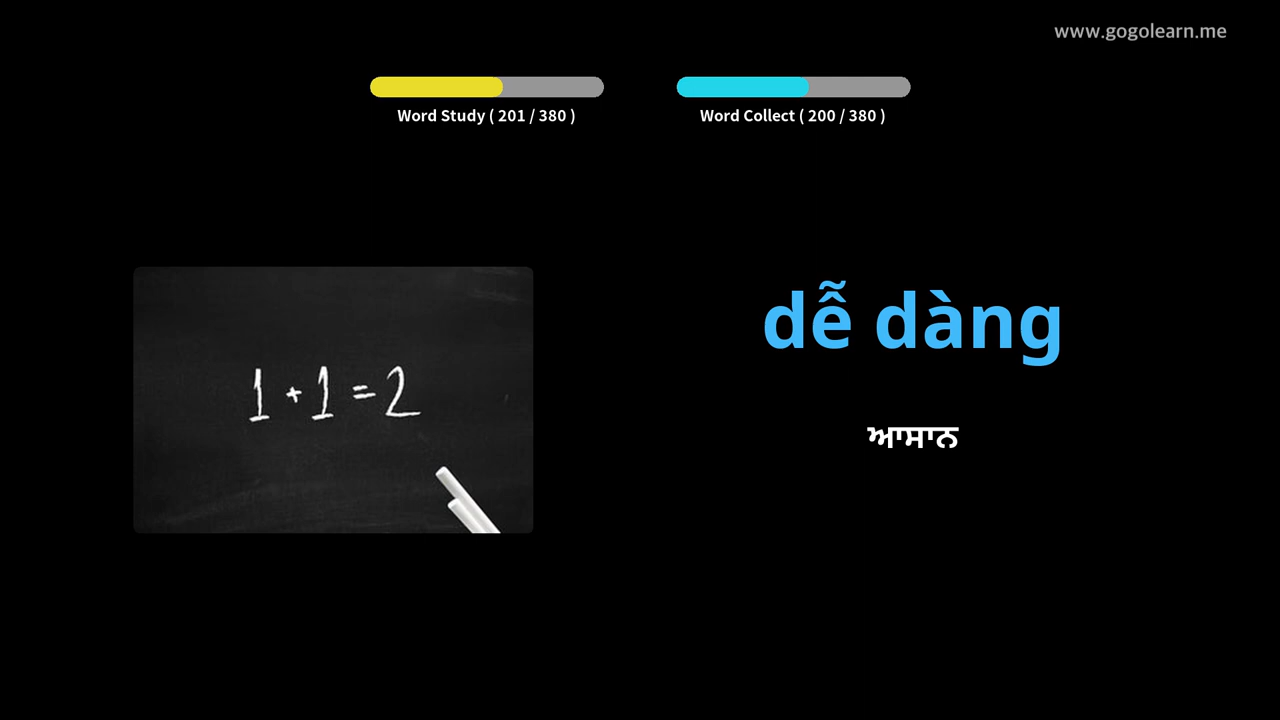 www.gogolearn.me
Word Study ( 201 / 380 )
Word Collect ( 200 / 380 )
1 + 1 = 2
dễ dàng
ਆਸਾਨ